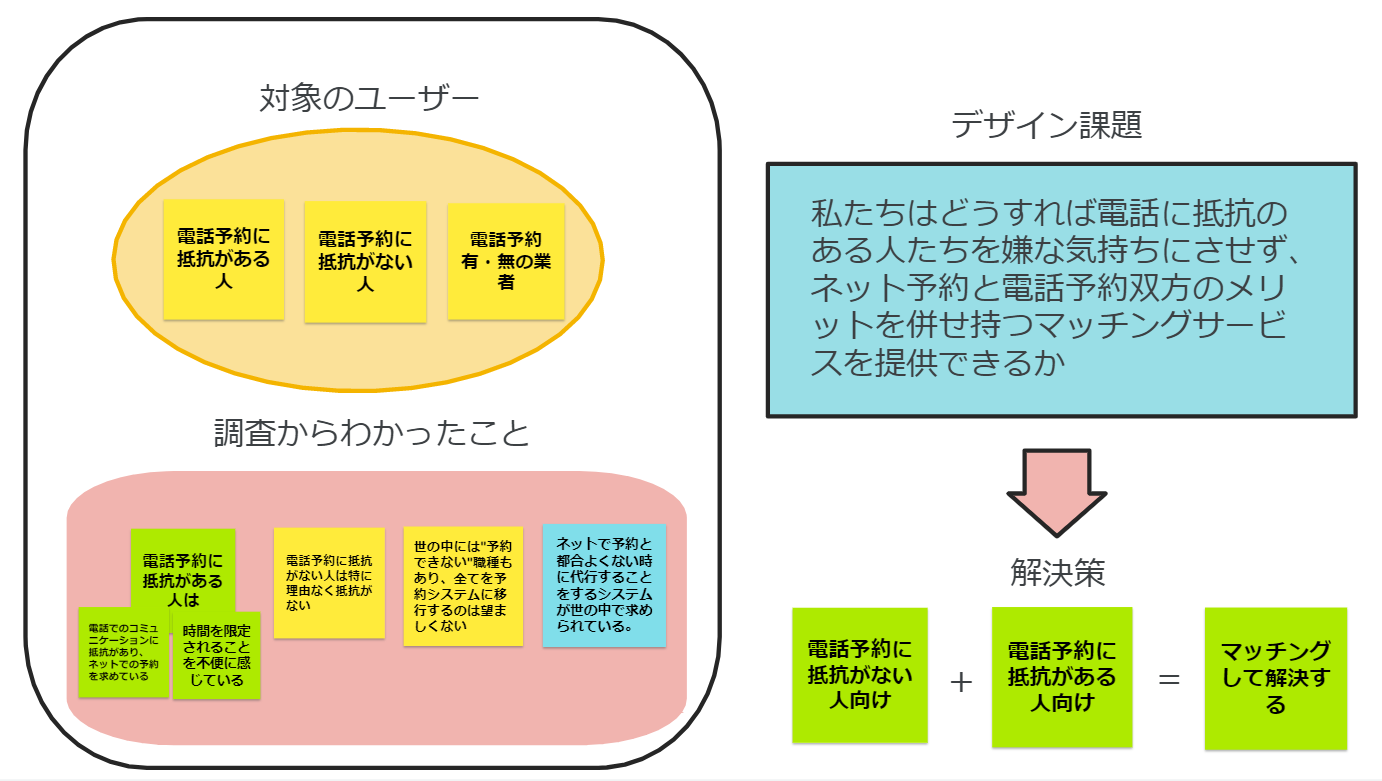 対象のユーザー
電話予約に
抵抗がある
人
電話予約に
抵抗がない
人
電話予約
有・無の業
者
調査からわかったこと
電話予約に
抵抗がある
人は
電話でのコミュ
ニケーションに
抵抗があり、
ネットでの予約
を求めている
時間を限定
されること
を不便に感
じている
電話予約に抵抗
がない人は特に
理由なく抵抗が
ない
世の中には"予約
できない"職種も
あり、全てを予
約システムに移
行するのは望ま
しくない
ネットで予約と
都合よくない時
に代行すること
をするシステム
が世の中で求め
られている。
デザイン課題
私たちはどうすれば電話に抵抗の
ある人たちを嫌な気持ちにさせず、
ネット予約と電話予約双方のメリ
ットを併せ持つマッチングサービ
スを提供できるか
解決策
電話予約に
抵抗がない
人向け
+
電話予約に
抵抗がある
人向け
=
マッチング
して解決す
る